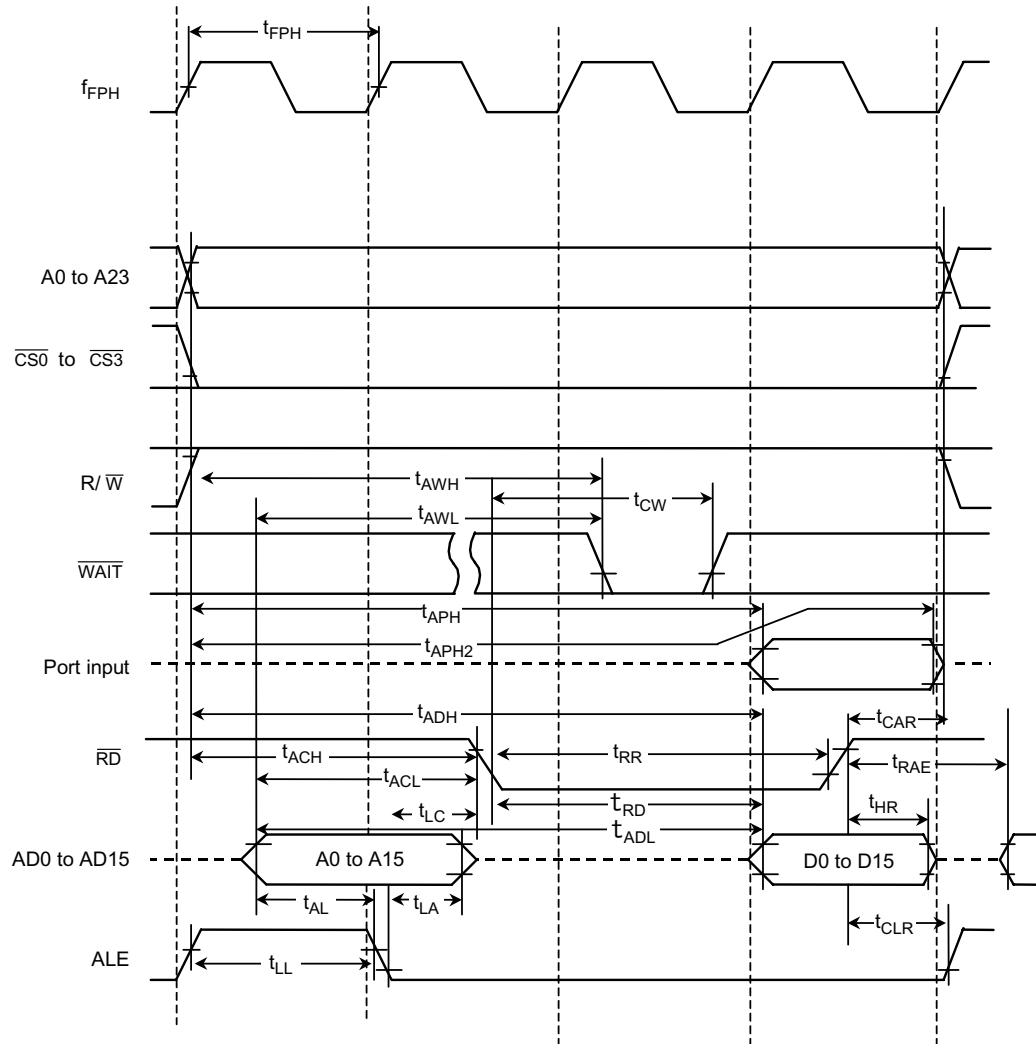 tFPH
fFPH
A0 to A23
CS0 to CS3
R/ W
tAWH
tCW
tAWL
WAIT
tAPH
tAPH2
Port input
tADH
tCAR
RD
tACH
tRR
tRAE
tACL
tLC
tRD
tHR
tADL
AD0 to AD15
A0 to A15
D0 to D15
tAL
tLA
tCLR
ALE
tLL